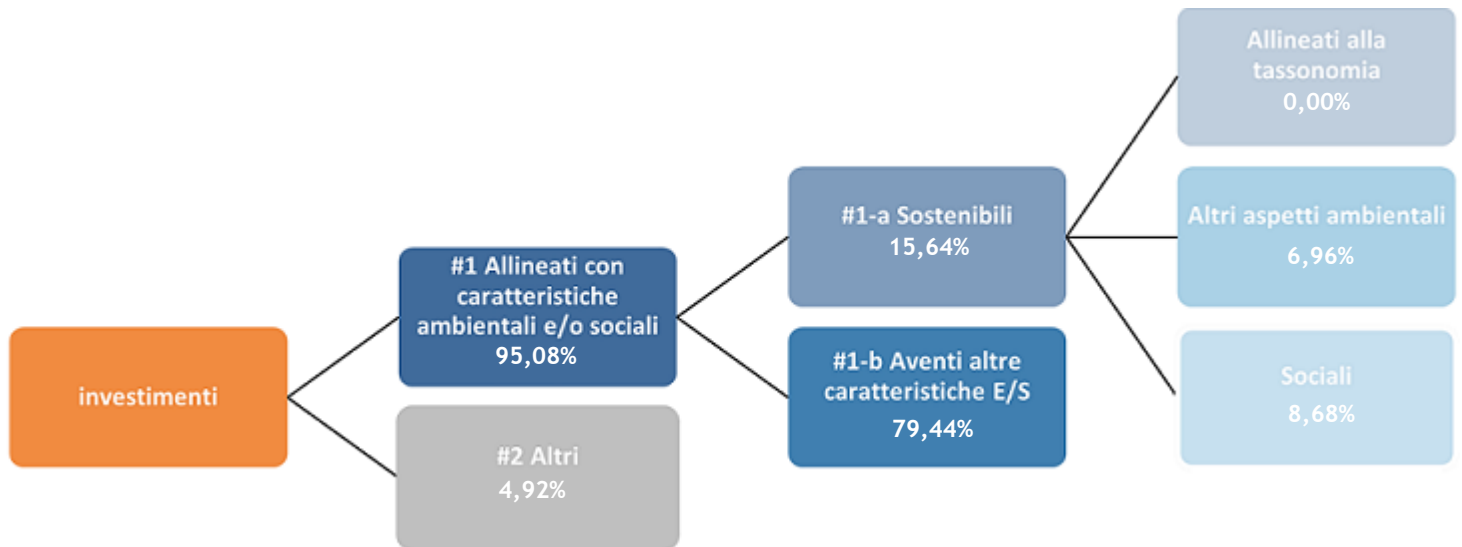 investimenti
#1 Allineati con
caratteristiche
ambientali e/o sociali
95,08%
#2 Altri
4,92%
#1-a Sostenibili
15,64%
#1-b Aventi altre
caratteristiche E/S
79,44%
Allineati alla
tassonomia
0,00%
Altri aspetti ambientali
6,96%
Sociali
8,68%